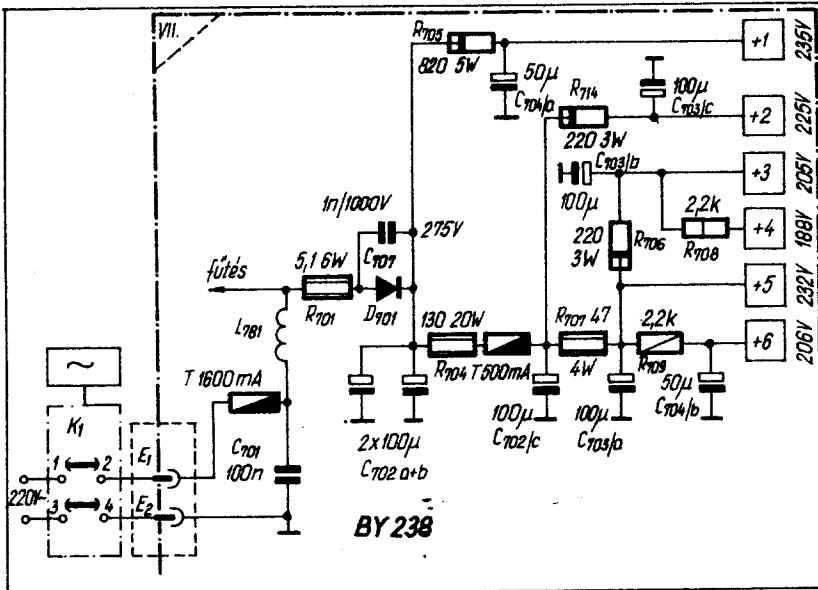 VII.
R705
820 5W
50µ
C704/a
+1
235V
R714
220 3W
100µ
C703/c
+2
225V
C703/b
100µ
+3
205V
1n/1000V
C707
275V
220
3W
R706
2,2k
R708
+4
188V
fűtés
5,1 6W
R701
D701
+5
232V
L781
130 20W
R704
T 500mA
R707 47
4W
2,2k
R709
+6
206V
~
T 1600 mA
K1
1
2
E1
C701
100n
2x100µ
C702 a+b
100µ
C702/c
100µ
C703/a
50µ
C704/b
220V~
3
4
E2
BY 238